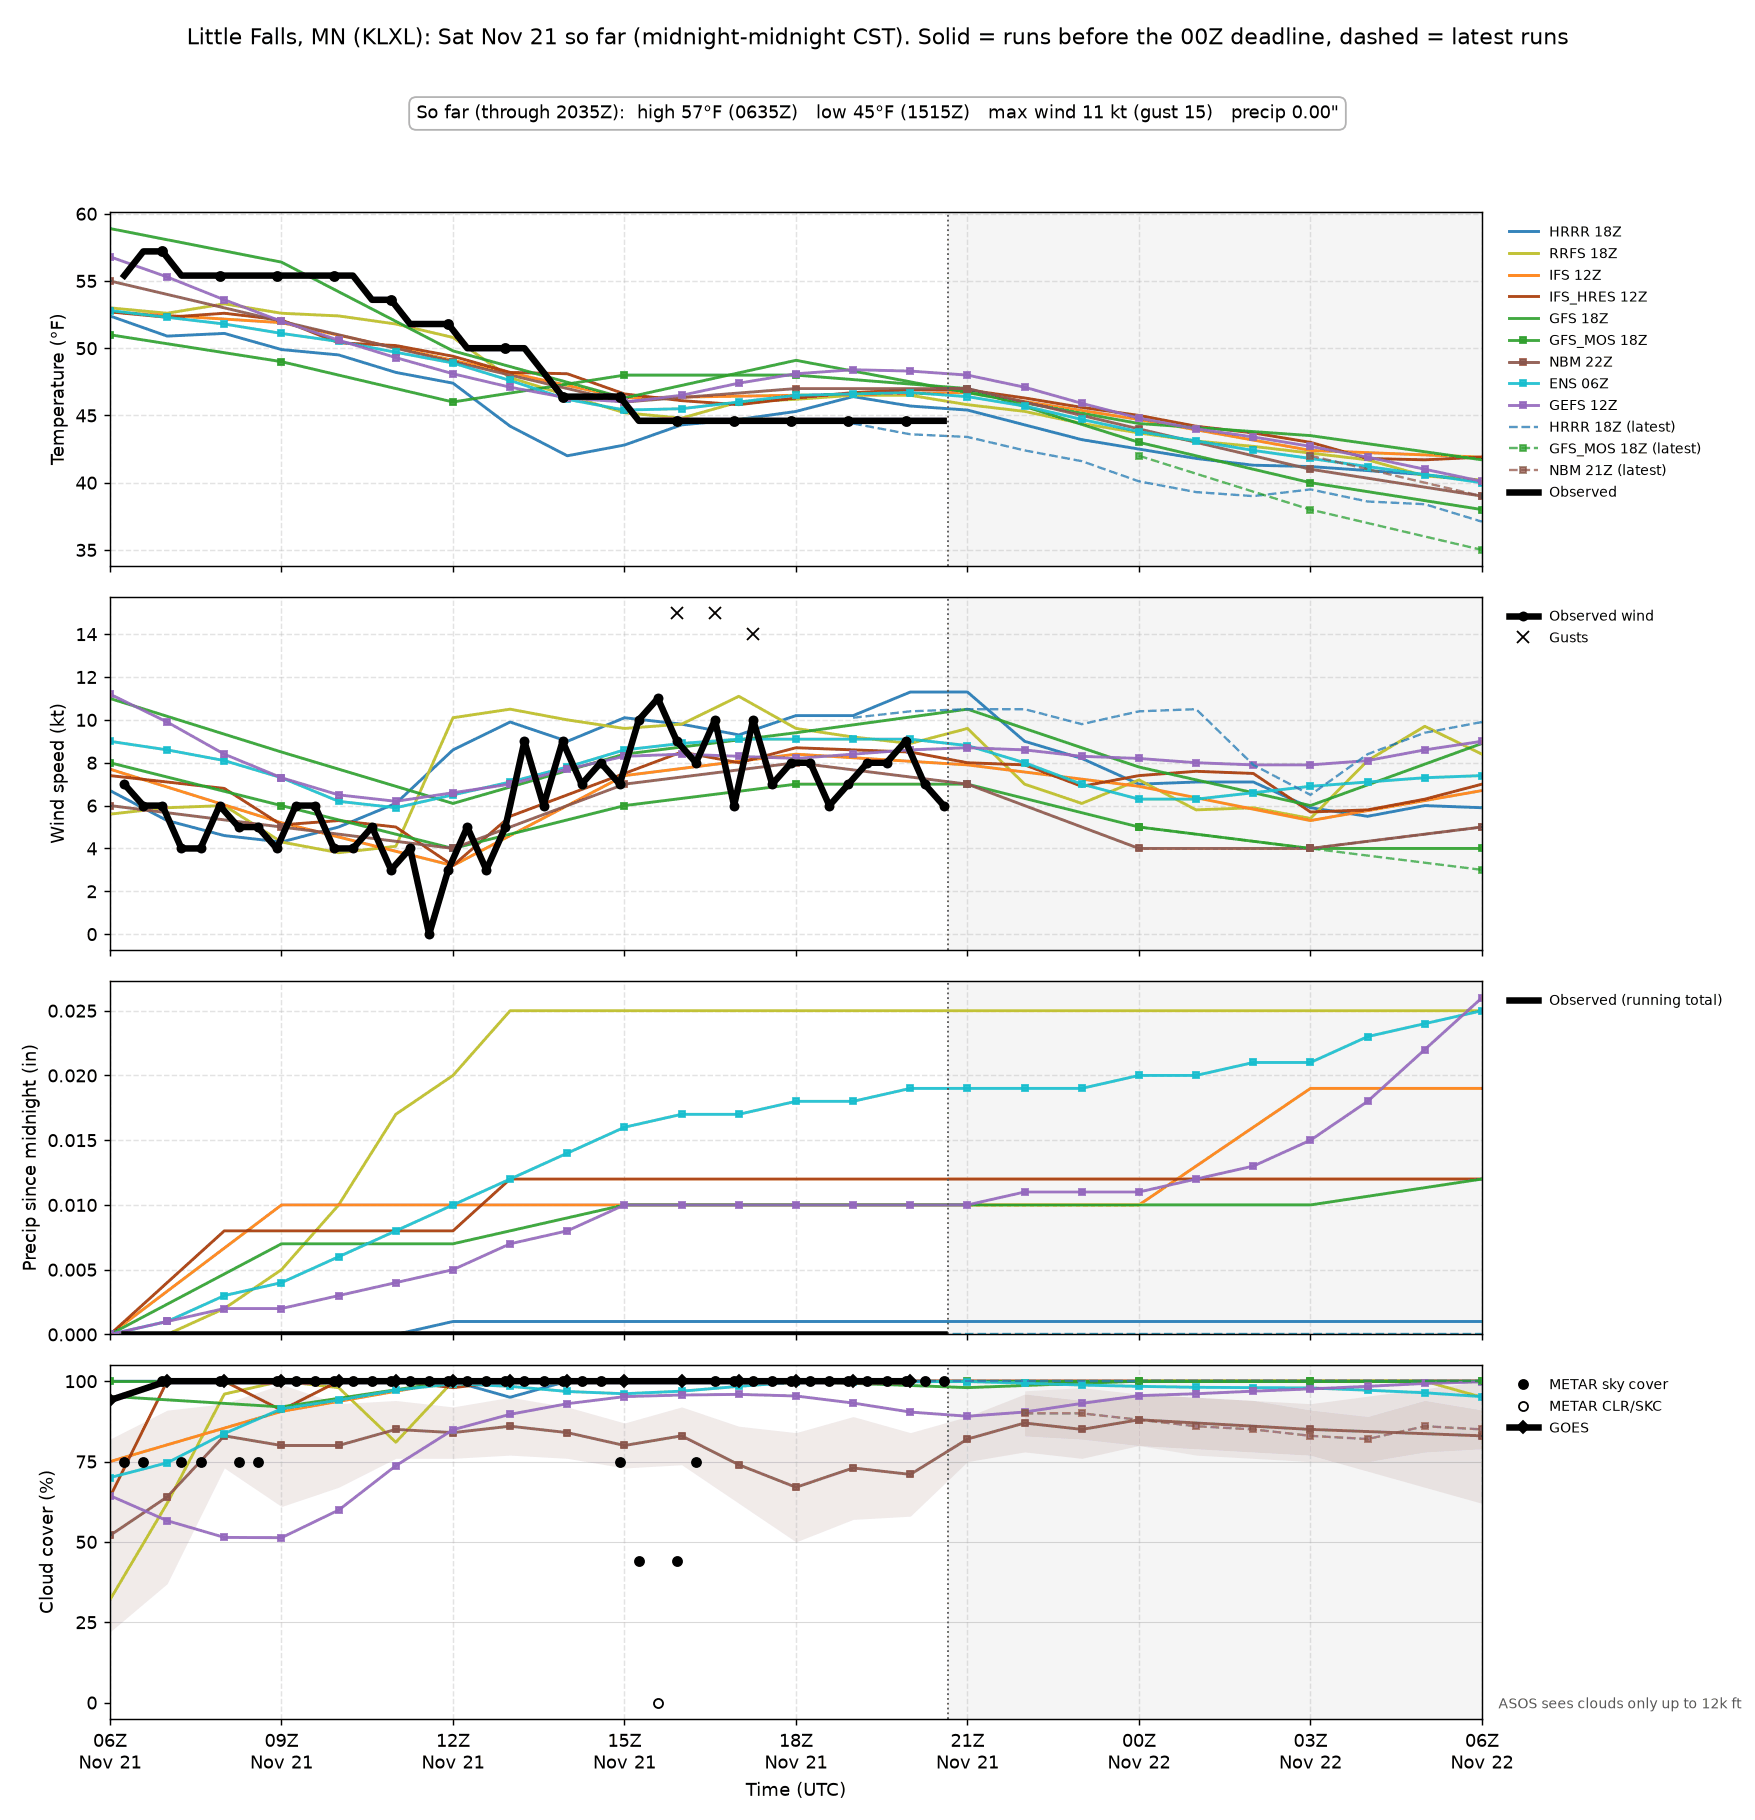 Little Falls, MN (KLXL): Sat Nov 21 so far (midnight-midnight CST). Solid = runs before the 00Z deadline, dashed = latest runs
So far (through 2035Z):  high 57°F (0635Z)   low 45°F (1515Z)   max wind 11 kt (gust 15)   precip 0.00"
Temperature (°F)
60
55
50
45
40
35
HRRR 18Z
RRFS 18Z
IFS 12Z
IFS_HRES 12Z
GFS 18Z
GFS_MOS 18Z
NBM 22Z
ENS 06Z
GEFS 12Z
HRRR 18Z (latest)
GFS_MOS 18Z (latest)
NBM 21Z (latest)
Observed
Wind speed (kt)
14
12
10
8
6
4
2
0
Observed wind
Gusts
Precip since midnight (in)
0.025
0.020
0.015
0.010
0.005
0.000
Observed (running total)
Cloud cover (%)
100
75
50
25
0
METAR sky cover
METAR CLR/SKC
GOES
ASOS sees clouds only up to 12k ft
06Z
Nov 21
09Z
Nov 21
12Z
Nov 21
15Z
Nov 21
18Z
Nov 21
21Z
Nov 21
00Z
Nov 22
03Z
Nov 22
06Z
Nov 22
Time (UTC)